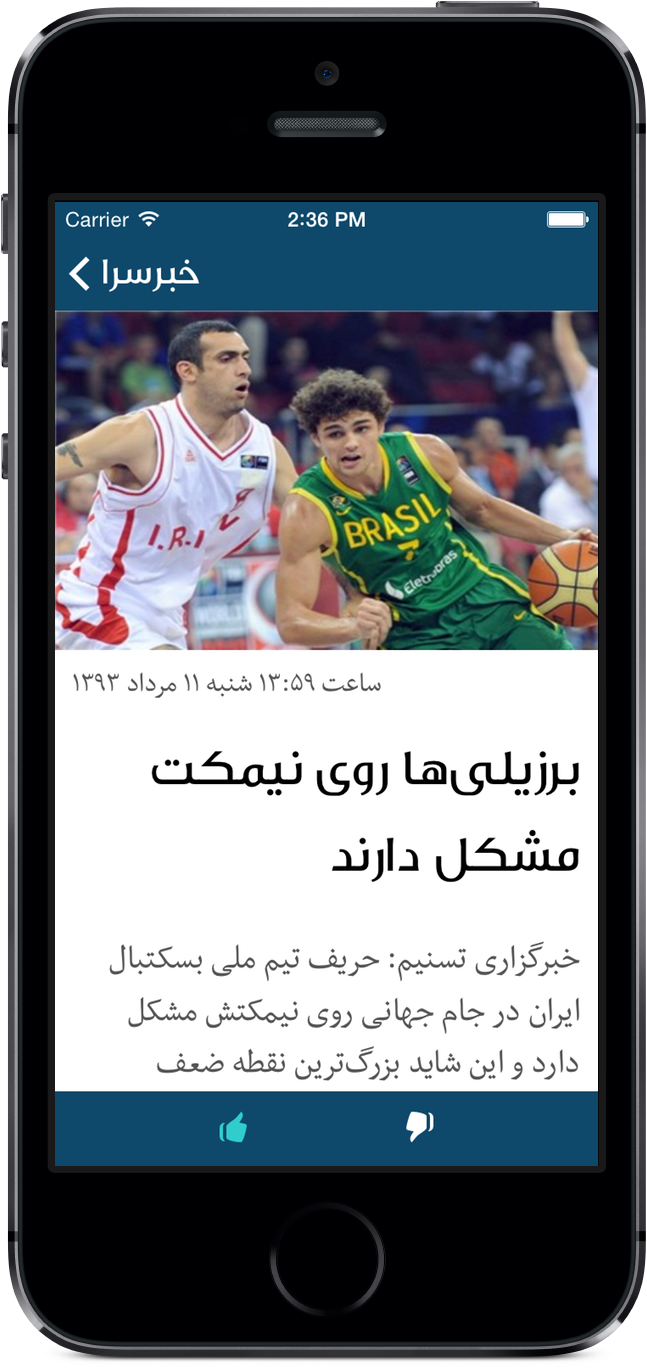 Carrier
2:36 PM
خبرسرا
I.R.I
BRASIL
7
Eletrobras
ساعت ۱۳:۵۹ شنبه ۱۱ مرداد ۱۳۹۳
برزیلی‌ها روی نیمکت
مشکل دارند
خبرگزاری تسنیم: حریف تیم ملی بسکتبال
ایران در جام جهانی روی نیمکتش مشکل
دارد و این شاید بزرگ‌ترین نقطه ضعف